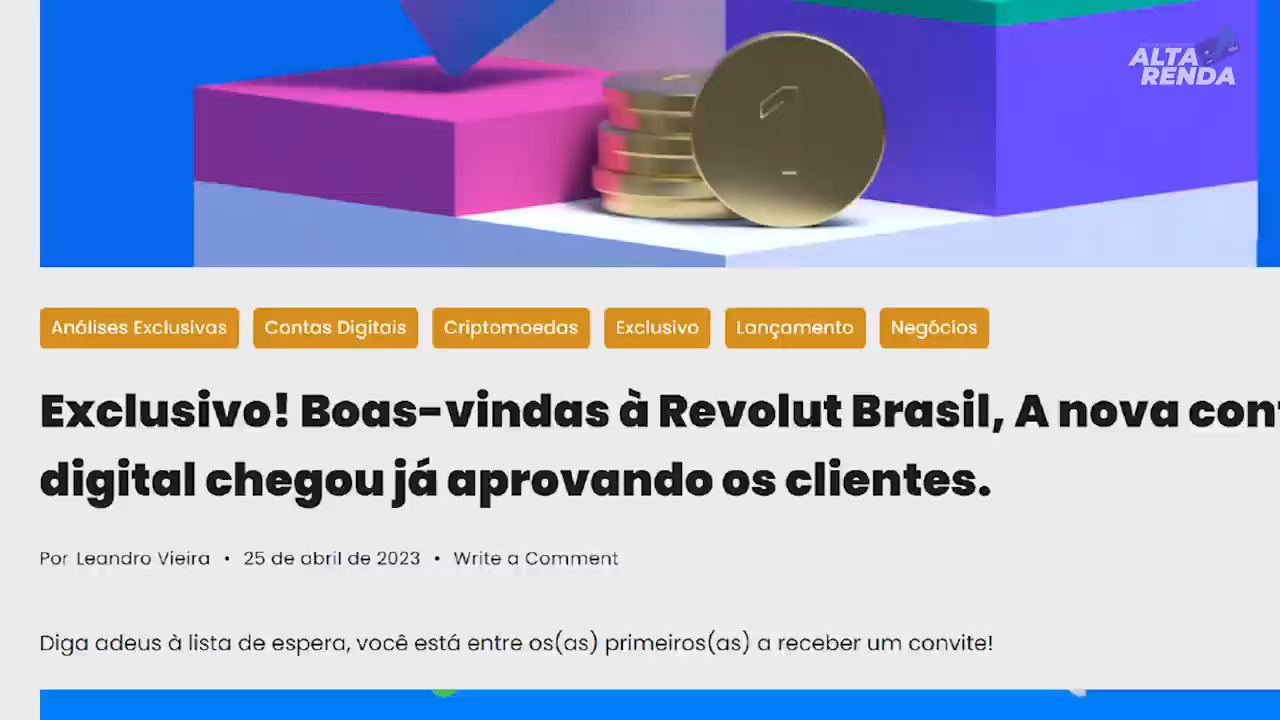 ALTA
RENDA
Análises Exclusivas Contas Digitais Criptomoedas Exclusivo Lançamento Negócios
Exclusivo! Boas-vindas à Revolut Brasil, A nova
digital chegou já aprovando os clientes.
Por Leandro Vieira • 25 de abril de 2023 • Write a Comment
Diga adeus à lista de espera, você está entre os(as) primeiros(as) a receber um convite!